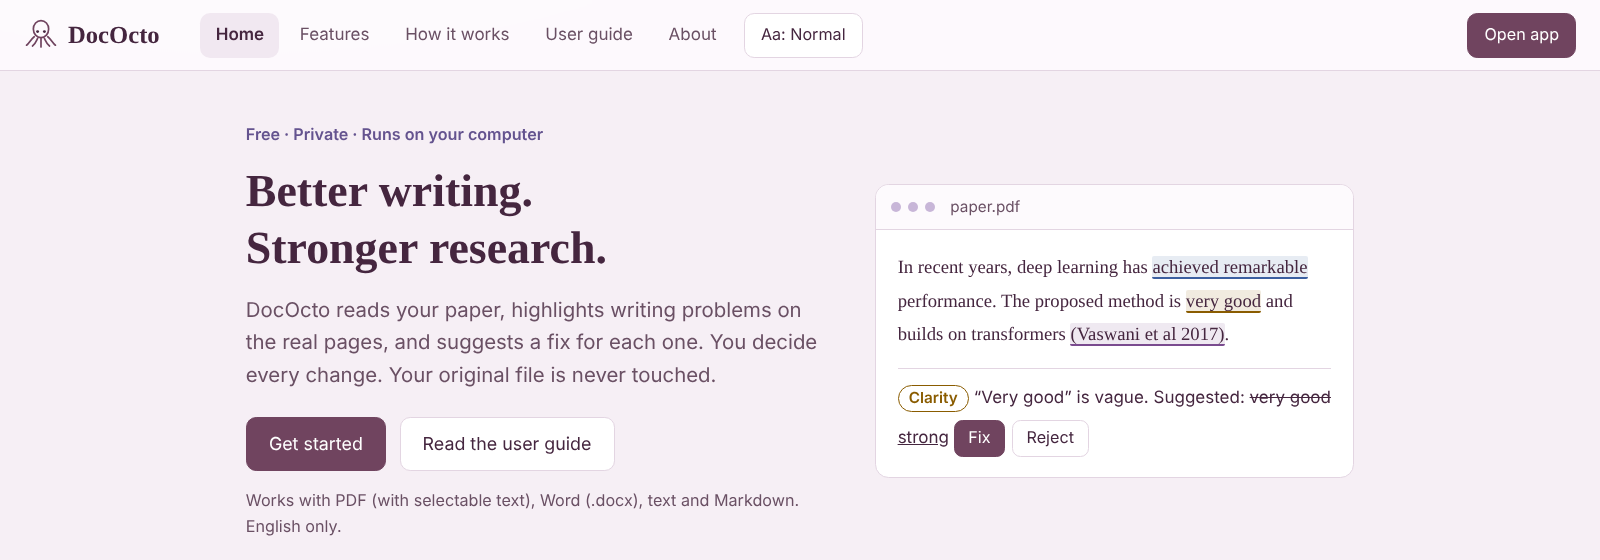 DocOcto
Home
Features
How it works
User guide
About
Aa: Normal
Open app
Free · Private · Runs on your computer
Better writing.
Stronger research.
DocOcto reads your paper, highlights writing problems on
the real pages, and suggests a fix for each one. You decide
every change. Your original file is never touched.
Get started
Read the user guide
Works with PDF (with selectable text), Word (.docx), text and Markdown.
English only.
paper.pdf
In recent years, deep learning has achieved remarkable
performance. The proposed method is very good and
builds on transformers (Vaswani et al 2017).
Clarity “Very good” is vague. Suggested: very good
strong Fix Reject